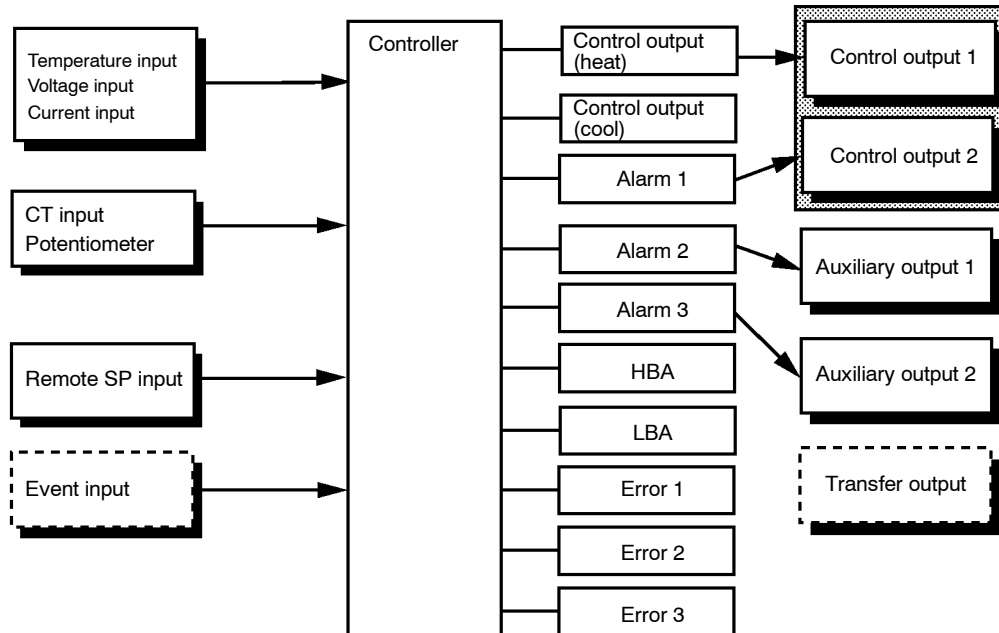 Temperature input
Voltage input
Current input
CT input
Potentiometer
Remote SP input
Event input
Controller
Control output
(heat)
Control output
(cool)
Alarm 1
Alarm 2
Alarm 3
HBA
LBA
Error 1
Error 2
Error 3
Control output 1
Control output 2
Auxiliary output 1
Auxiliary output 2
Transfer output